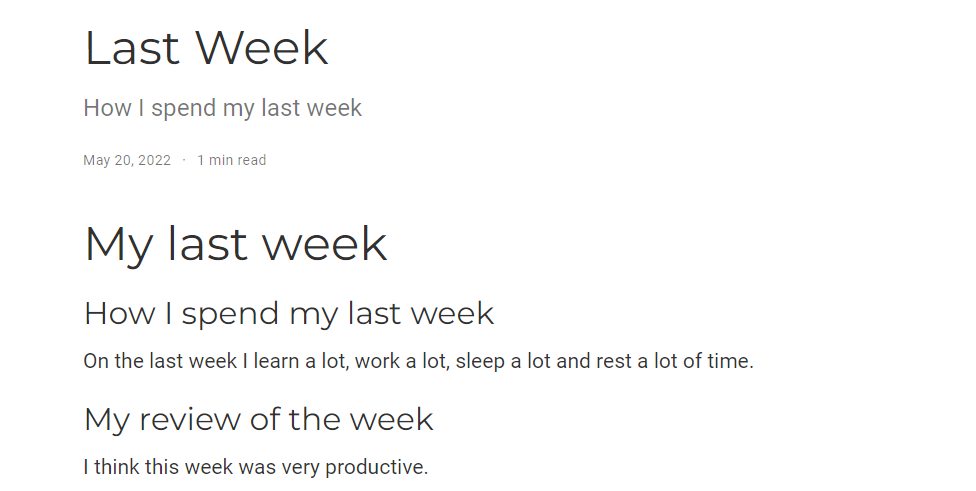 Last Week
How I spend my last week
May 20, 2022 · 1 min read
My last week
How I spend my last week
On the last week I learn a lot, work a lot, sleep a lot and rest a lot of time.
My review of the week
I think this week was very productive.